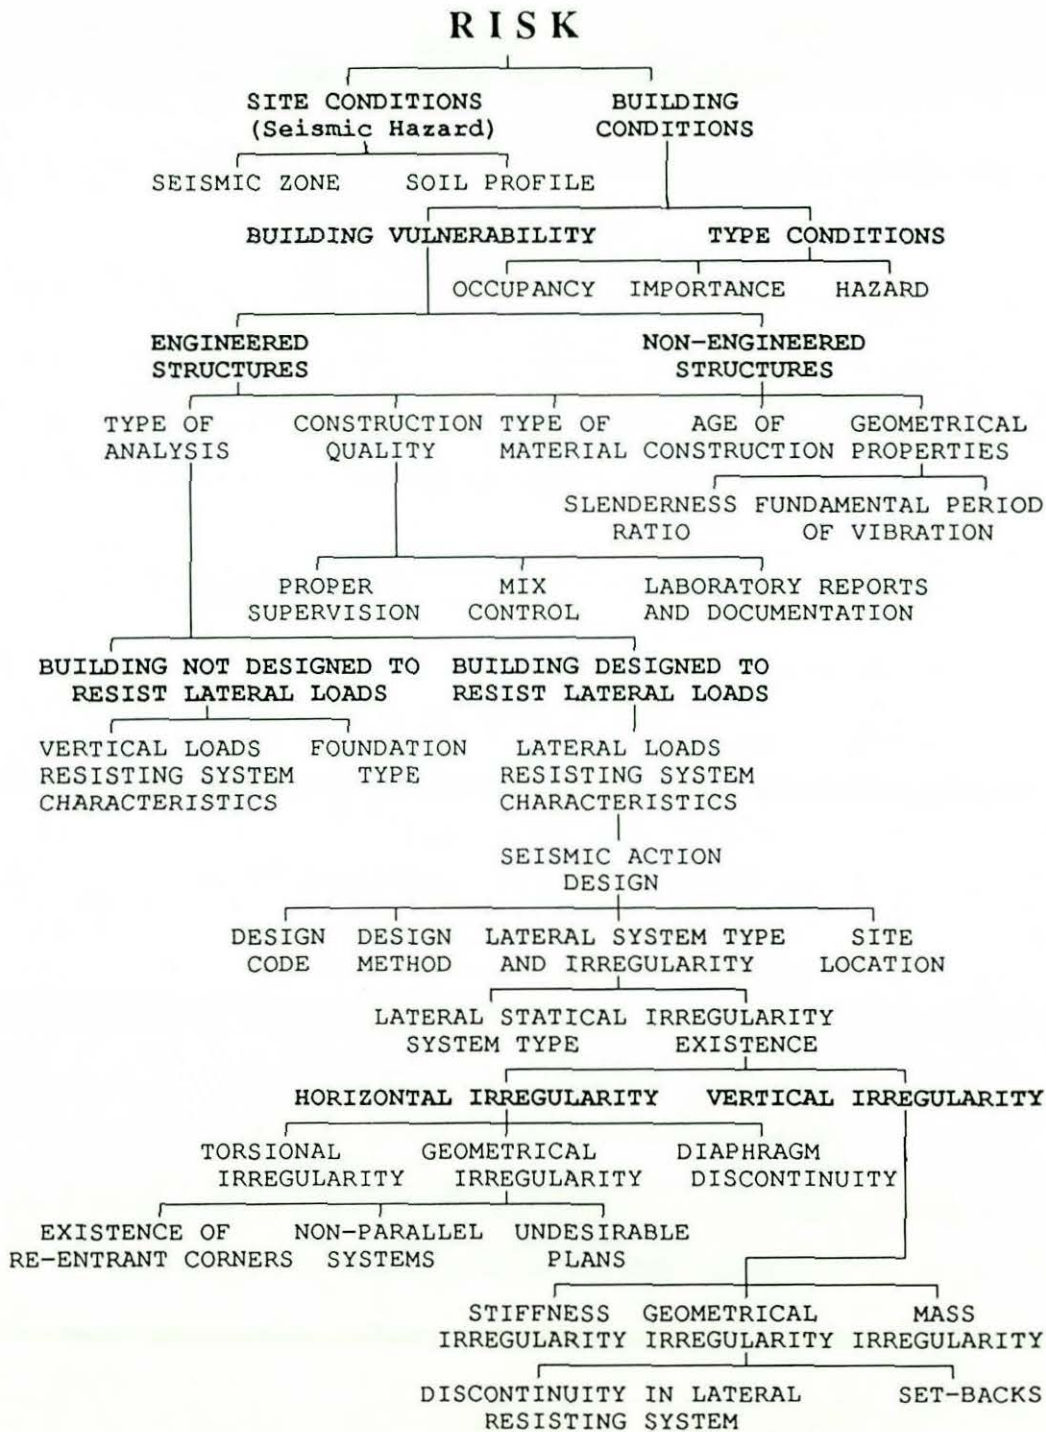 RISK
SITE CONDITIONS
(Seismic Hazard)
BUILDING
CONDITIONS
SEISMIC ZONE
SOIL PROFILE
BUILDING VULNERABILITY
TYPE CONDITIONS
OCCUPANCY
IMPORTANCE
HAZARD
ENGINEERED
STRUCTURES
NON-ENGINEERED
STRUCTURES
TYPE OF
ANALYSIS
CONSTRUCTION
QUALITY
TYPE OF
MATERIAL
AGE OF
CONSTRUCTION
GEOMETRICAL
PROPERTIES
SLENDERNESS
RATIO
FUNDAMENTAL PERIOD
OF VIBRATION
PROPER
SUPERVISION
MIX
CONTROL
LABORATORY REPORTS
AND DOCUMENTATION
BUILDING NOT DESIGNED TO
RESIST LATERAL LOADS
BUILDING DESIGNED TO
RESIST LATERAL LOADS
VERTICAL LOADS
RESISTING SYSTEM
CHARACTERISTICS
FOUNDATION
TYPE
LATERAL LOADS
RESISTING SYSTEM
CHARACTERISTICS
SEISMIC ACTION
DESIGN
DESIGN
CODE
DESIGN
METHOD
LATERAL SYSTEM TYPE
AND IRREGULARITY
SITE
LOCATION
LATERAL STATICAL
SYSTEM TYPE
IRREGULARITY
EXISTENCE
HORIZONTAL IRREGULARITY
VERTICAL IRREGULARITY
TORSIONAL
IRREGULARITY
GEOMETRICAL
IRREGULARITY
DIAPHRAGM
DISCONTINUITY
EXISTENCE OF
RE-ENTRANT CORNERS
NON-PARALLEL
SYSTEMS
UNDESIRABLE
PLANS
STIFFNESS
IRREGULARITY
GEOMETRICAL
IRREGULARITY
MASS
IRREGULARITY
DISCONTINUITY IN LATERAL
RESISTING SYSTEM
SET-BACKS